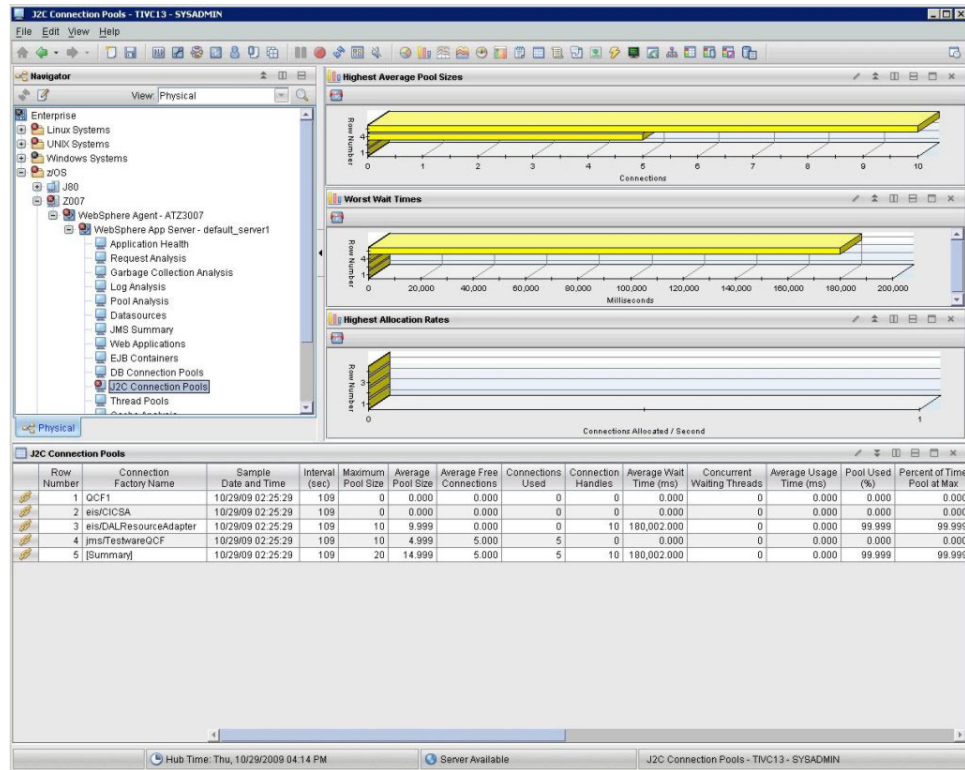 J2C Connection Pools - TIVC13 - SYSADMIN
File Edit View Help
Navigator
View: Physical
Enterprise
Linux Systems
UNIX Systems
Windows Systems
z/OS
J80
Z007
WebSphere Agent - ATZ3007
WebSphere App Server - default_server1
Application Health
Request Analysis
Garbage Collection Analysis
Log Analysis
Pool Analysis
Datasources
JMS Summary
Web Applications
EJB Containers
DB Connection Pools
J2C Connection Pools
Thread Pools
Physical
Highest Average Pool Sizes
Row Number
4
1
0 1 2 3 4 5 6 7 8 9 10
Connections
Worst Wait Times
Row Number
4
1
0 20,000 40,000 60,000 80,000 100,000 120,000 140,000 160,000 180,000 200,000
Milliseconds
Highest Allocation Rates
Row Number
3
1
0 1
Connections Allocated / Second
J2C Connection Pools
Row Number Connection Factory Name Sample Date and Time Interval (sec) Maximum Pool Size Average Pool Size Average Free Connections Connections Used Connection Handles Average Wait Time (ms) Concurrent Waiting Threads Average Usage Time (ms) Pool Used (%) Percent of Time Pool at Max
1 QCF1 10/29/09 02:25:29 109 0 0.000 0.000 0 0 0.000 0 0.000 0.000 0.000
2 eis/CICSA 10/29/09 02:25:29 109 0 0.000 0.000 0 0 0.000 0 0.000 0.000 0.000
3 eis/DALResourceAdapter 10/29/09 02:25:29 109 10 9.999 0.000 0 10 180,002.000 0 0.000 99.999 99.999
4 jms/TestwareQCF 10/29/09 02:25:29 109 10 4.999 5.000 5 0 0.000 0 0.000 0.000 0.000
5 [Summary] 10/29/09 02:25:29 109 20 14.999 5.000 5 10 180,002.000 0 0.000 99.999 99.999
Hub Time: Thu, 10/29/2009 04:14 PM
Server Available
J2C Connection Pools - TIVC13 - SYSADMIN